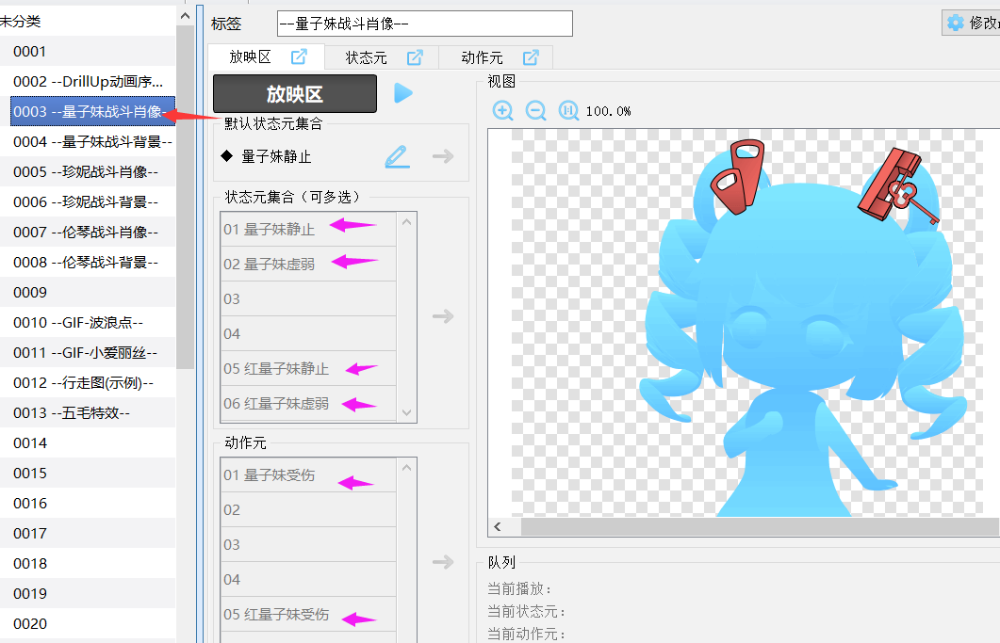 未分类
0001
0002 --DrillUp动画序...
0003 --量子妹战斗肖像-
0004 --量子妹战斗背景--
0005 --珍妮战斗肖像--
0006 --珍妮战斗背景--
0007 --伦琴战斗肖像--
0008 --伦琴战斗背景--
0009
0010 --GIF-波浪点--
0011 --GIF-小爱丽丝--
0012 --行走图(示例)--
0013 --五毛特效--
0014
0015
0016
0017
0018
0019
0020
标签
--量子妹战斗肖像--
修改
放映区
状态元
动作元
放映区
默认状态元集合
◆ 量子妹静止
状态元集合（可多选）
01 量子妹静止
02 量子妹虚弱
03
04
05 红量子妹静止
06 红量子妹虚弱
动作元
01 量子妹受伤
02
03
04
05 红量子妹受伤
视图
100.0%
队列
当前播放：
当前状态元：
当前动作元：